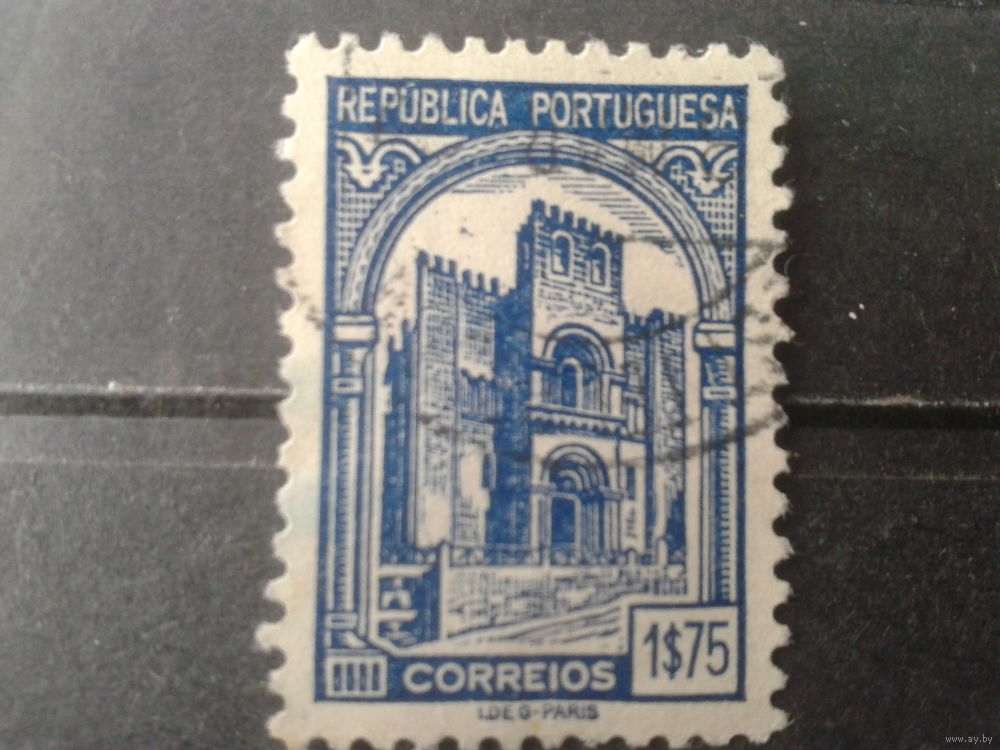 REPÚBLICA PORTUGUESA
1$75
CORREIOS
I.DE G-PARIS
www.ay.by